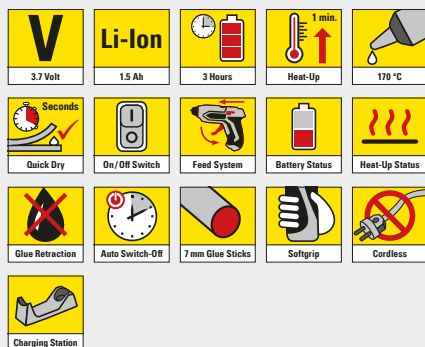 V
3.7 Volt
Li-Ion
1.5 Ah
3 Hours
1 min.
Heat-Up
170 °C
Seconds
Quick Dry
On/Off Switch
Feed System
Battery Status
Heat-Up Status
Glue Retraction
Auto Switch-Off
7 mm Glue Sticks
Softgrip
Cordless
Charging Station